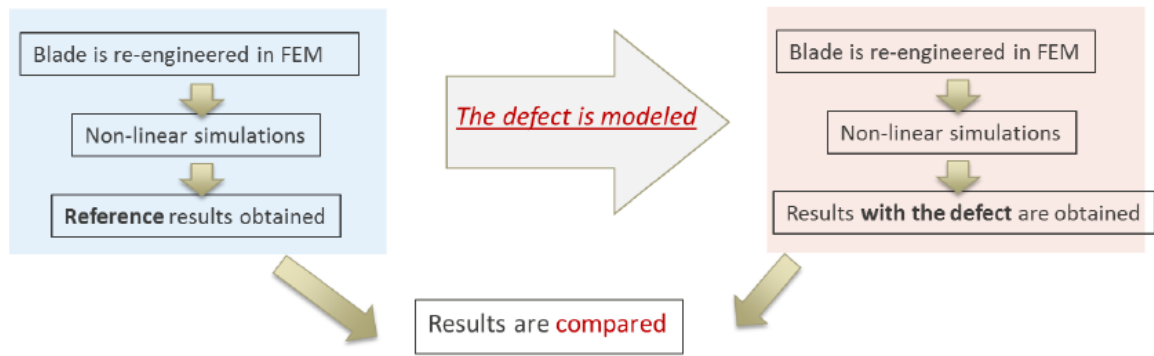 Blade is re-engineered in FEM
Non-linear simulations
Reference results obtained
The defect is modeled
Blade is re-engineered in FEM
Non-linear simulations
Results with the defect are obtained
Results are compared